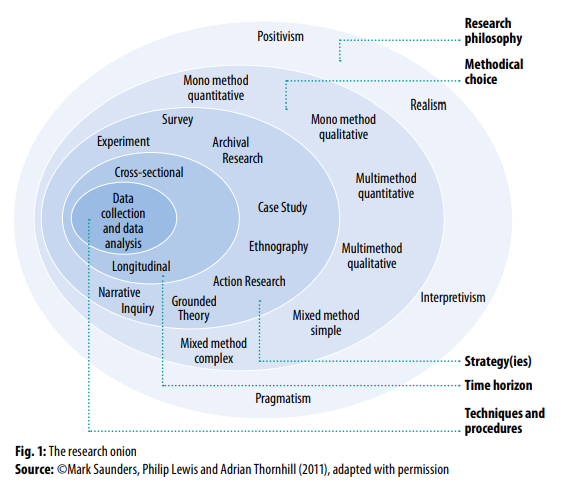 Positivism
Research
philosophy
Methodical
choice
Mono method
quantitative
Realism
Survey
Mono method
qualitative
Experiment
Archival
Research
Cross-sectional
Multimethod
quantitative
Data
collection
and data
analysis
Case Study
Ethnography
Multimethod
qualitative
Longitudinal
Action Research
Narrative
Inquiry
Grounded
Theory
Interpretivism
Mixed method
simple
Mixed method
complex
Strategy(ies)
Time horizon
Pragmatism
Techniques and
procedures
Fig. 1: The research onion
Source: ©Mark Saunders, Philip Lewis and Adrian Thornhill (2011), adapted with permission